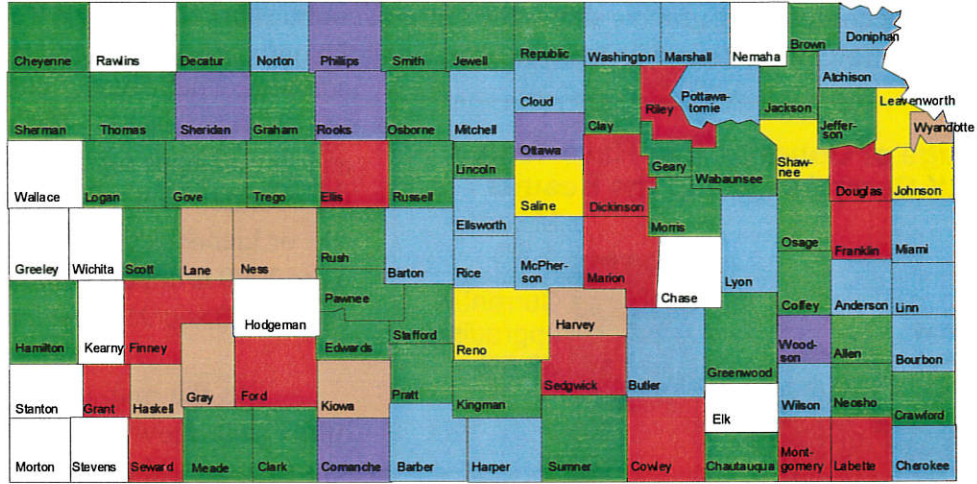 Cheyenne
Rawlins
Decatur
Norton
Phillips
Smith
Jewell
Republic
Washington
Marshall
Nemaha
Brown
Doniphan
Sherman
Thomas
Sheridan
Graham
Rooks
Osborne
Mitchell
Cloud
Clay
Riley
Pottawa-
tomie
Jackson
Atchison
Jeffer-
son
Leavenworth
Wyandotte
Wallace
Logan
Gove
Trego
Ellis
Russell
Lincoln
Ottawa
Saline
Dickinson
Geary
Wabaunsee
Shaw-
nee
Douglas
Johnson
Greeley
Wichita
Scott
Lane
Ness
Rush
Barton
Ellsworth
Rice
McPher-
son
Marion
Morris
Chase
Lyon
Osage
Franklin
Miami
Hamilton
Kearny
Finney
Hodgeman
Pawnee
Edwards
Stafford
Reno
Harvey
Sedgwick
Butler
Greenwood
Coffey
Anderson
Linn
Wood-
son
Allen
Bourbon
Stanton
Grant
Haskell
Gray
Ford
Kiowa
Pratt
Kingman
Elk
Wilson
Neosho
Crawford
Morton
Stevens
Seward
Meade
Clark
Comanche
Barber
Harper
Sumner
Cowley
Chautauqua
Mont-
gomery
Labette
Cherokee